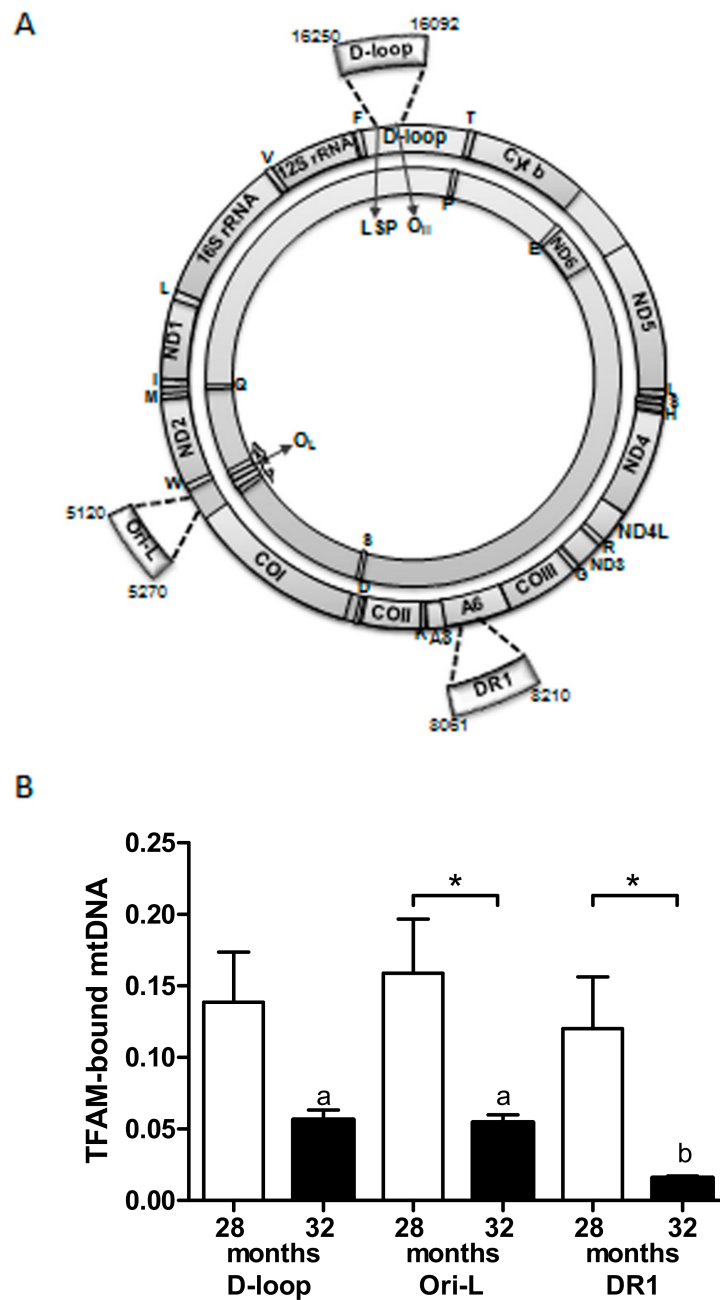 A
16250
16092
D-loop
F
D-loop
T
V
12S rRNA
Cyt b
16S rRNA
LSP
OH
P
E
ND6
L
ND5
ND1
I
M
Q
L
S
H
ND2
OL
ND4
W
5120
Ori-L
5270
COI
S
D
COII
K
A8
A6
COIII
G
ND3
R
ND4L
DR1
8061
8210
B
TFAM-bound mtDNA
0.25
0.20
0.15
0.10
0.05
0.00
* *
a a b
28 32 28 32 28 32
months months months
D-loop Ori-L DR1